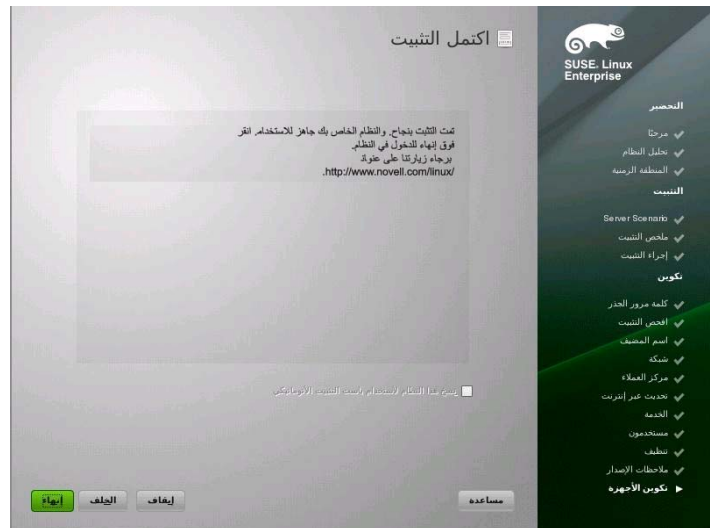 اكتمل التثبيت
تمت التثبيت بنجاح. والنظام الخاص بك جاهز للاستخدام. انقر
فوق إنهاء للدخول في النظام.
برجاء زيارتنا على عنوان
http://www.novell.com/linux/.
مساعدة
إيقاف
الخلف
إنهاء
SUSE. Linux
Enterprise
التحضير
مرحبًا
تحليل النظام
المنطقة الزمنية
التثبيت
Server Scenario
ملخص التثبيت
إجراء التثبيت
تكوين
كلمة مرور الجذر
افحص التثبيت
اسم المضيف
شبكة
مركز العملاء
تحديث عبر إنترنت
الخدمة
مستخدمون
تنظيف
ملاحظات الإصدار
تكوين الأجهزة